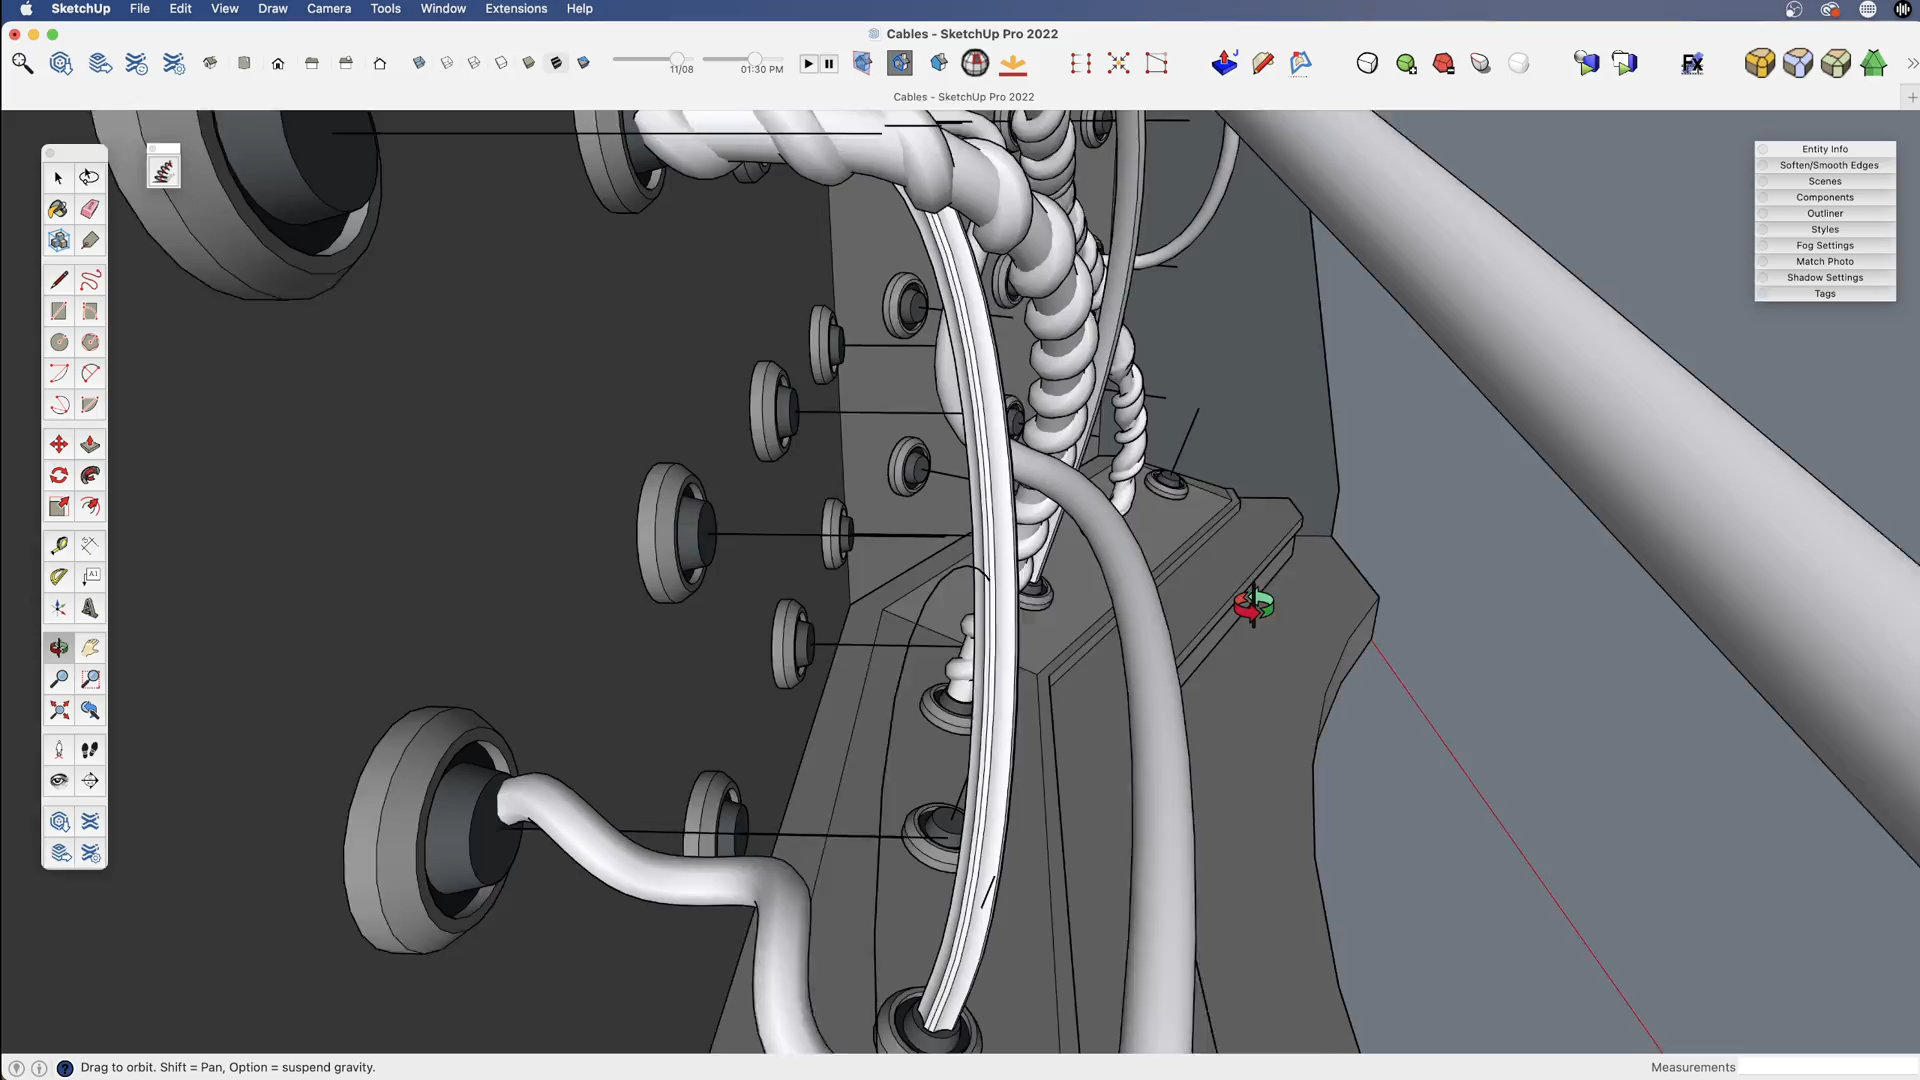 SketchUp File Edit View Draw Camera Tools Window Extensions Help
Cables - SketchUp Pro 2022
11/08
01:30 PM
FX
Cables - SketchUp Pro 2022
Entity Info
Soften/Smooth Edges
Scenes
Components
Outliner
Styles
Fog Settings
Match Photo
Shadow Settings
Tags
A1
Drag to orbit. Shift = Pan, Option = suspend gravity.
Measurements